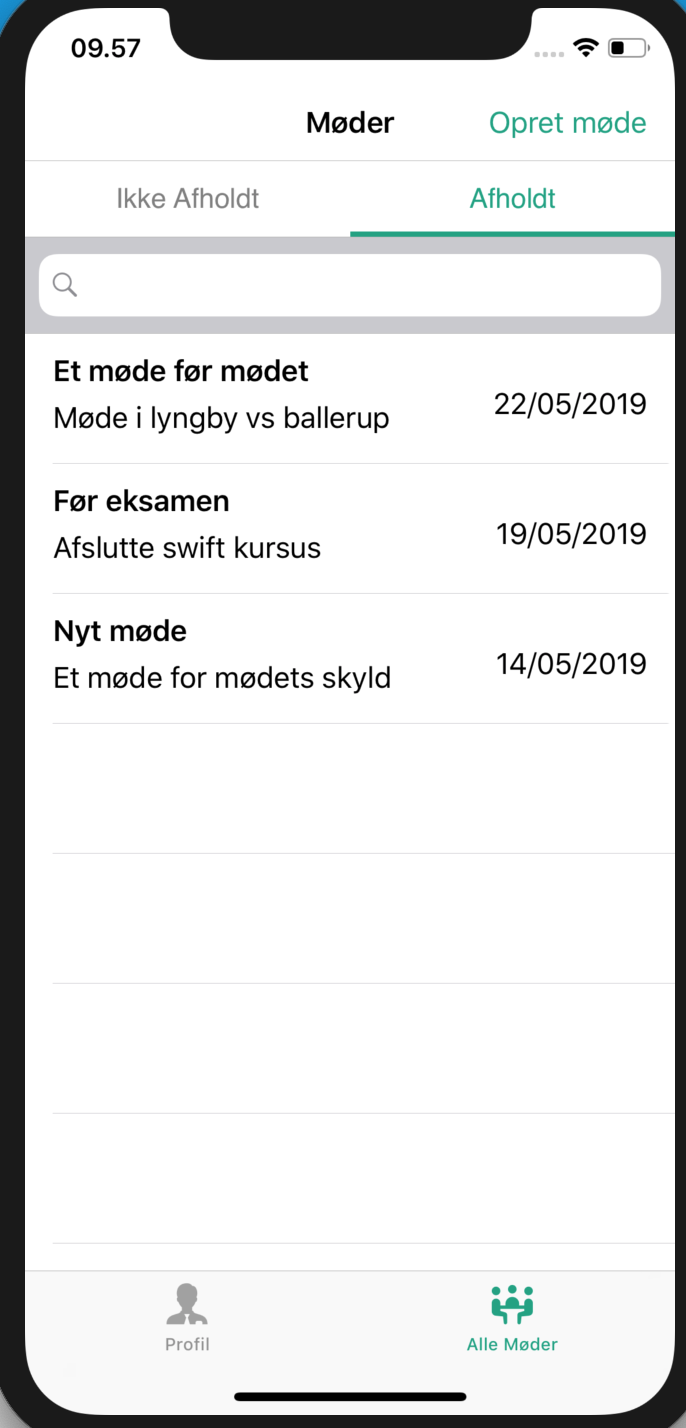 09.57
Møder
Opret møde
Ikke Afholdt
Afholdt
Et møde før mødet
Møde i lyngby vs ballerup
22/05/2019
Før eksamen
Afslutte swift kursus
19/05/2019
Nyt møde
Et møde for mødets skyld
14/05/2019
Profil
Alle Møder